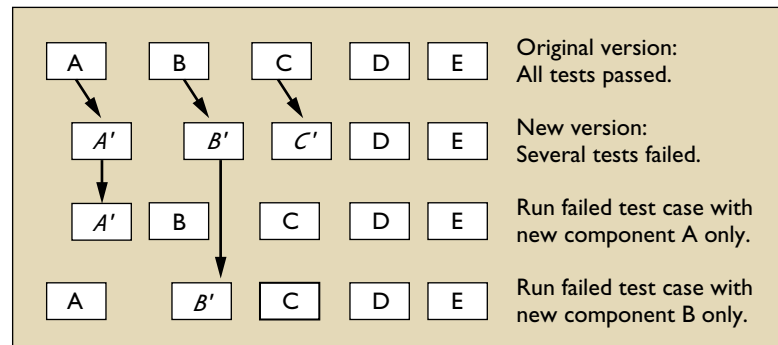 A B C D E Original version:
All tests passed.
A' B' C' D E New version:
Several tests failed.
A' B C D E Run failed test case with
new component A only.
A B' C D E Run failed test case with
new component B only.